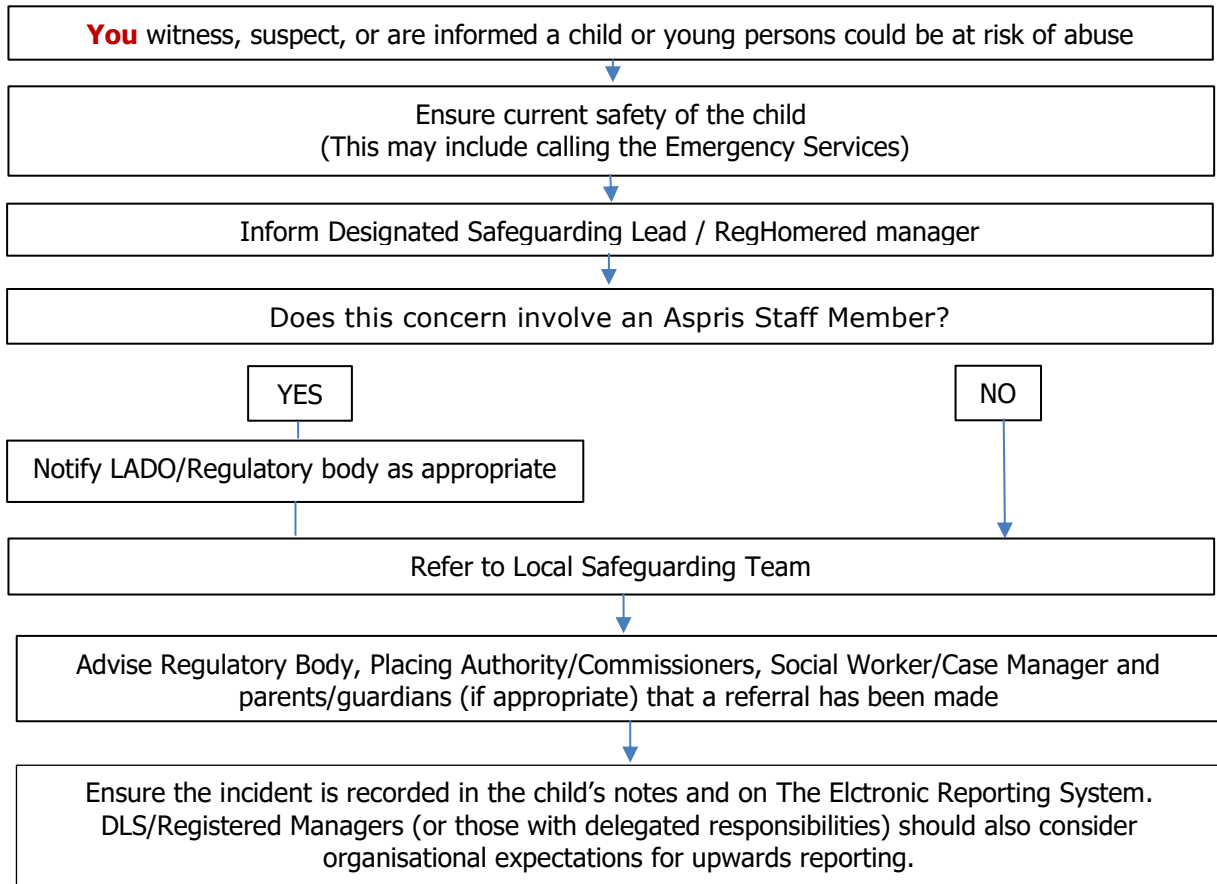 You witness, suspect, or are informed a child or young persons could be at risk of abuse
Ensure current safety of the child
(This may include calling the Emergency Services)
Inform Designated Safeguarding Lead / RegHomered manager
Does this concern involve an Aspris Staff Member?
YES
NO
Notify LADO/Regulatory body as appropriate
Refer to Local Safeguarding Team
Advise Regulatory Body, Placing Authority/Commissioners, Social Worker/Case Manager and
parents/guardians (if appropriate) that a referral has been made
Ensure the incident is recorded in the child’s notes and on The Elctronic Reporting System.
DLS/Registered Managers (or those with delegated responsibilities) should also consider
organisational expectations for upwards reporting.